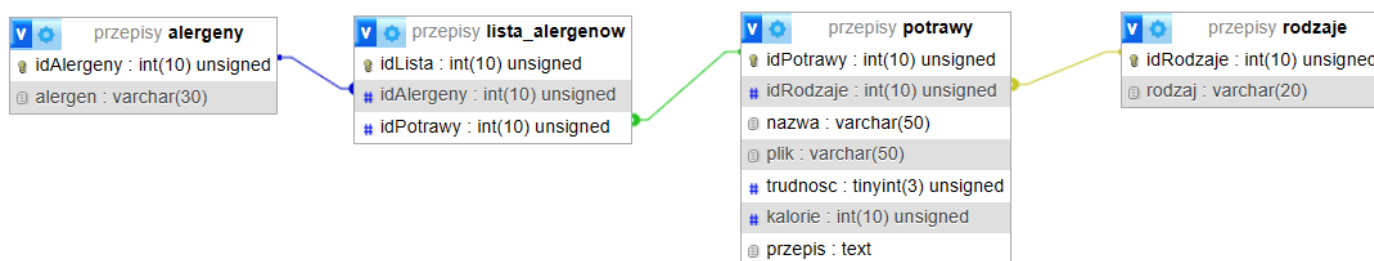 przepisy alergeny
idAlergeny : int(10) unsigned
alergen : varchar(30)
przepisy lista_alergenow
idLista : int(10) unsigned
# idAlergeny : int(10) unsigned
# idPotrawy : int(10) unsigned
przepisy potrawy
idPotrawy : int(10) unsigned
# idRodzaje : int(10) unsigned
nazwa : varchar(50)
plik : varchar(50)
# trudnosc : tinyint(3) unsigned
# kalorie : int(10) unsigned
przepis : text
przepisy rodzaje
idRodzaje : int(10) unsigned
rodzaj : varchar(20)